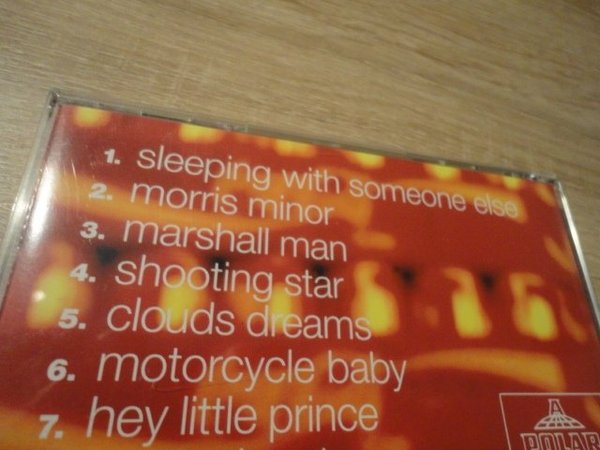 1. sleeping with someone else
2. morris minor
3. marshall man
4. shooting star
5. clouds dreams
6. motorcycle baby
7. hey little prince
A
POLAR